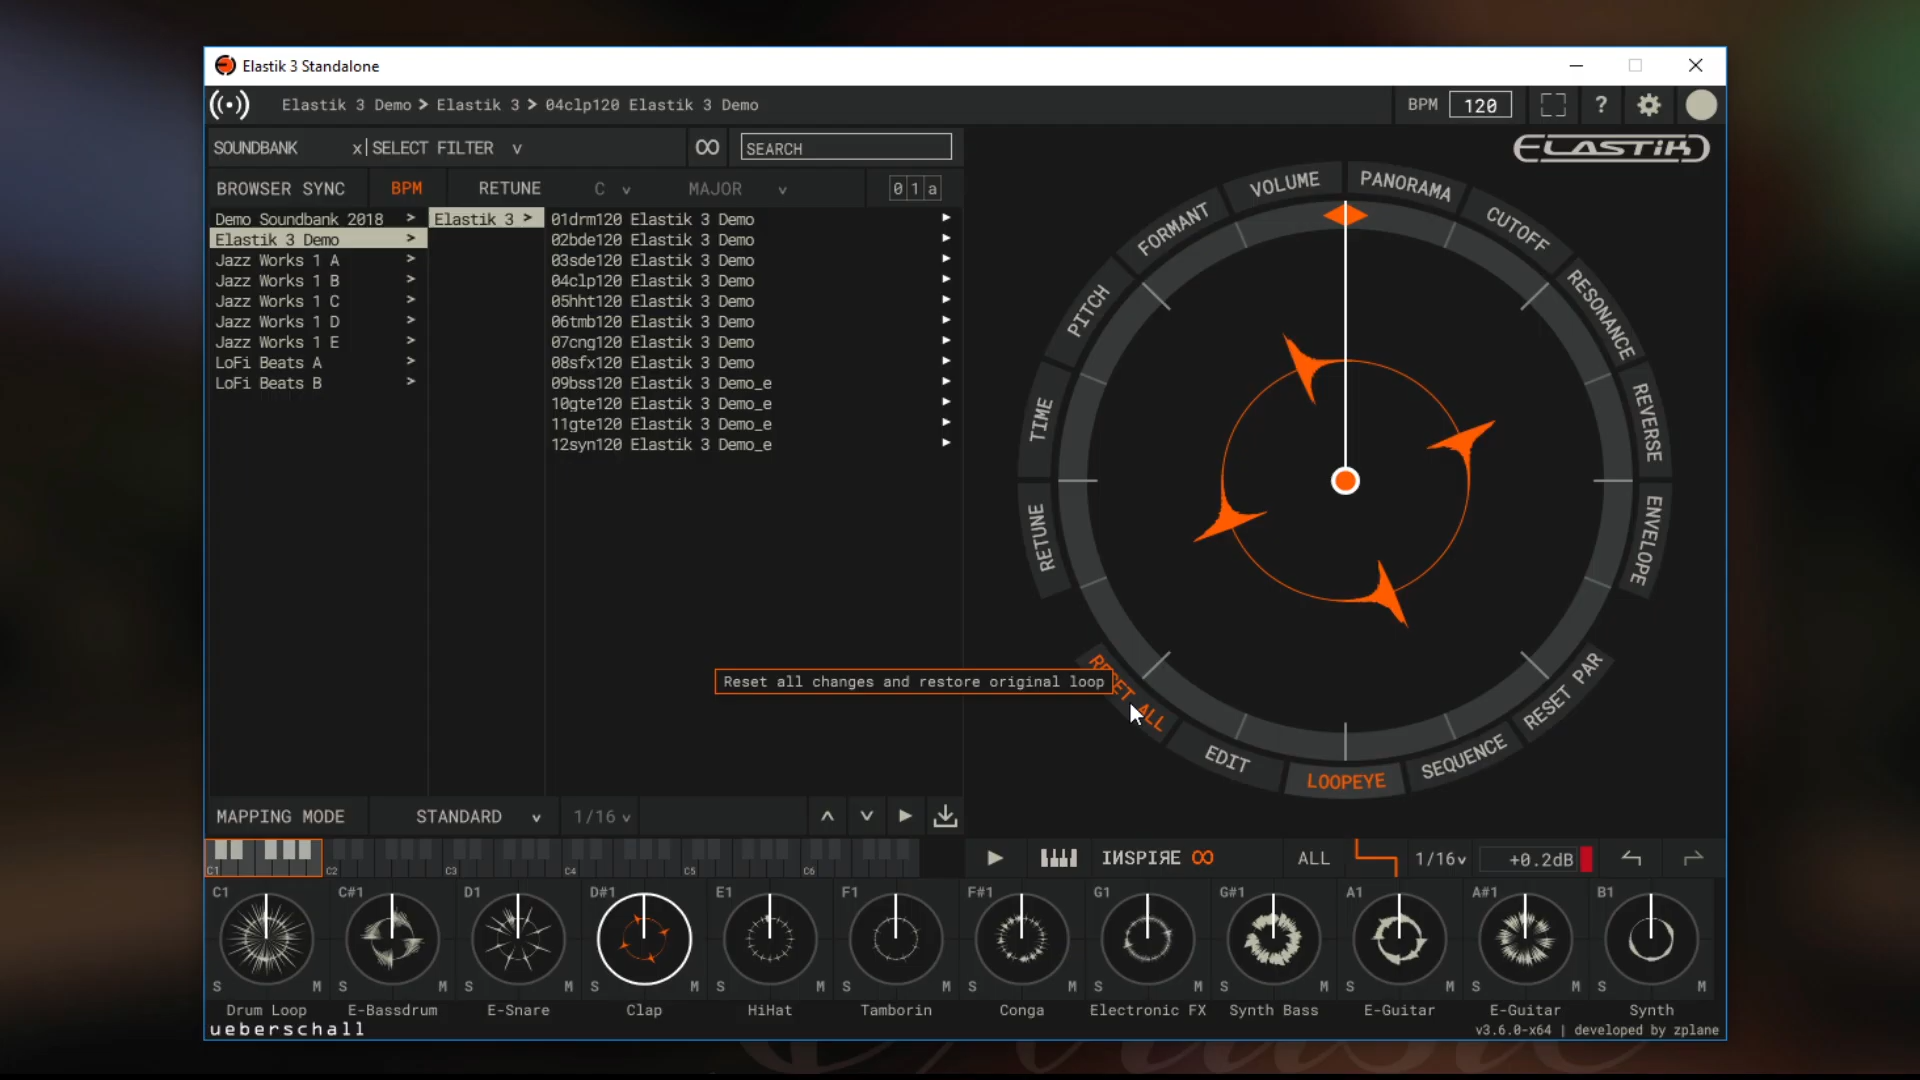 Elastik 3 Standalone
Elastik 3 Demo > Elastik 3 > 04clp120 Elastik 3 Demo
BPM 120 ?
SOUNDBANK x SELECT FILTER v
SEARCH
ELASTIK
BROWSER SYNC BPM RETUNE C v MAJOR v 0 1 a
Demo Soundbank 2018 >
Elastik 3 Demo >
Jazz Works 1 A >
Jazz Works 1 B >
Jazz Works 1 C >
Jazz Works 1 D >
Jazz Works 1 E >
LoFi Beats A >
LoFi Beats B >
Elastik 3 >
01drm120 Elastik 3 Demo
02bde120 Elastik 3 Demo
03sde120 Elastik 3 Demo
04clp120 Elastik 3 Demo
05hht120 Elastik 3 Demo
06tmb120 Elastik 3 Demo
07cng120 Elastik 3 Demo
08sfx120 Elastik 3 Demo
09bss120 Elastik 3 Demo_e
10gte120 Elastik 3 Demo_e
11gte120 Elastik 3 Demo_e
12syn120 Elastik 3 Demo_e
RETUNE
TIME
PITCH
FORMANT
VOLUME
PANORAMA
CUTOFF
RESONANCE
REVERSE
ENVELOPE
RESET ALL
EDIT
LOOPEYE
SEQUENCE
RESET PAR
Reset all changes and restore original loop
MAPPING MODE STANDARD v 1/16 v
C1 C2 C3 C4 C5 C6
INSPIRE ∞ ALL 1/16 v +0.2dB
C1 C#1 D1 D#1 E1 F1 F#1 G1 G#1 A1 A#1 B1
S M S M S M S M S M S M S M S M S M S M S M S M
Drum Loop E-Bassdrum E-Snare Clap HiHat Tamborin Conga Electronic FX Synth Bass E-Guitar E-Guitar Synth
ueberschall
v3.6.0-x64 | developed by zplane